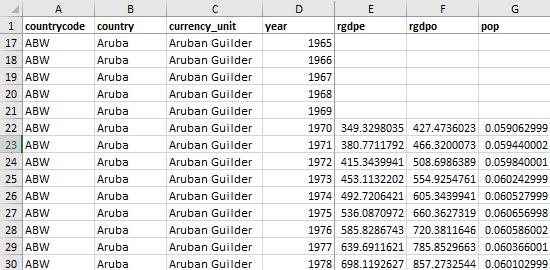 A B C D E F G
1 countrycode country currency_unit year rgdpe rgdpo pop
17 ABW Aruba Aruban Guilder 1965
18 ABW Aruba Aruban Guilder 1966
19 ABW Aruba Aruban Guilder 1967
20 ABW Aruba Aruban Guilder 1968
21 ABW Aruba Aruban Guilder 1969
22 ABW Aruba Aruban Guilder 1970 349.3298035 427.4736023 0.059062999
23 ABW Aruba Aruban Guilder 1971 380.7711792 466.3200073 0.059440002
24 ABW Aruba Aruban Guilder 1972 415.3439941 508.6986389 0.059840001
25 ABW Aruba Aruban Guilder 1973 453.1132202 554.9254761 0.060242999
26 ABW Aruba Aruban Guilder 1974 492.7206421 605.3439941 0.060527999
27 ABW Aruba Aruban Guilder 1975 536.0870972 660.3627319 0.060656998
28 ABW Aruba Aruban Guilder 1976 585.8286743 720.3811646 0.060586002
29 ABW Aruba Aruban Guilder 1977 639.6911621 785.8529663 0.060366001
30 ABW Aruba Aruban Guilder 1978 698.1192627 857.2732544 0.060102999